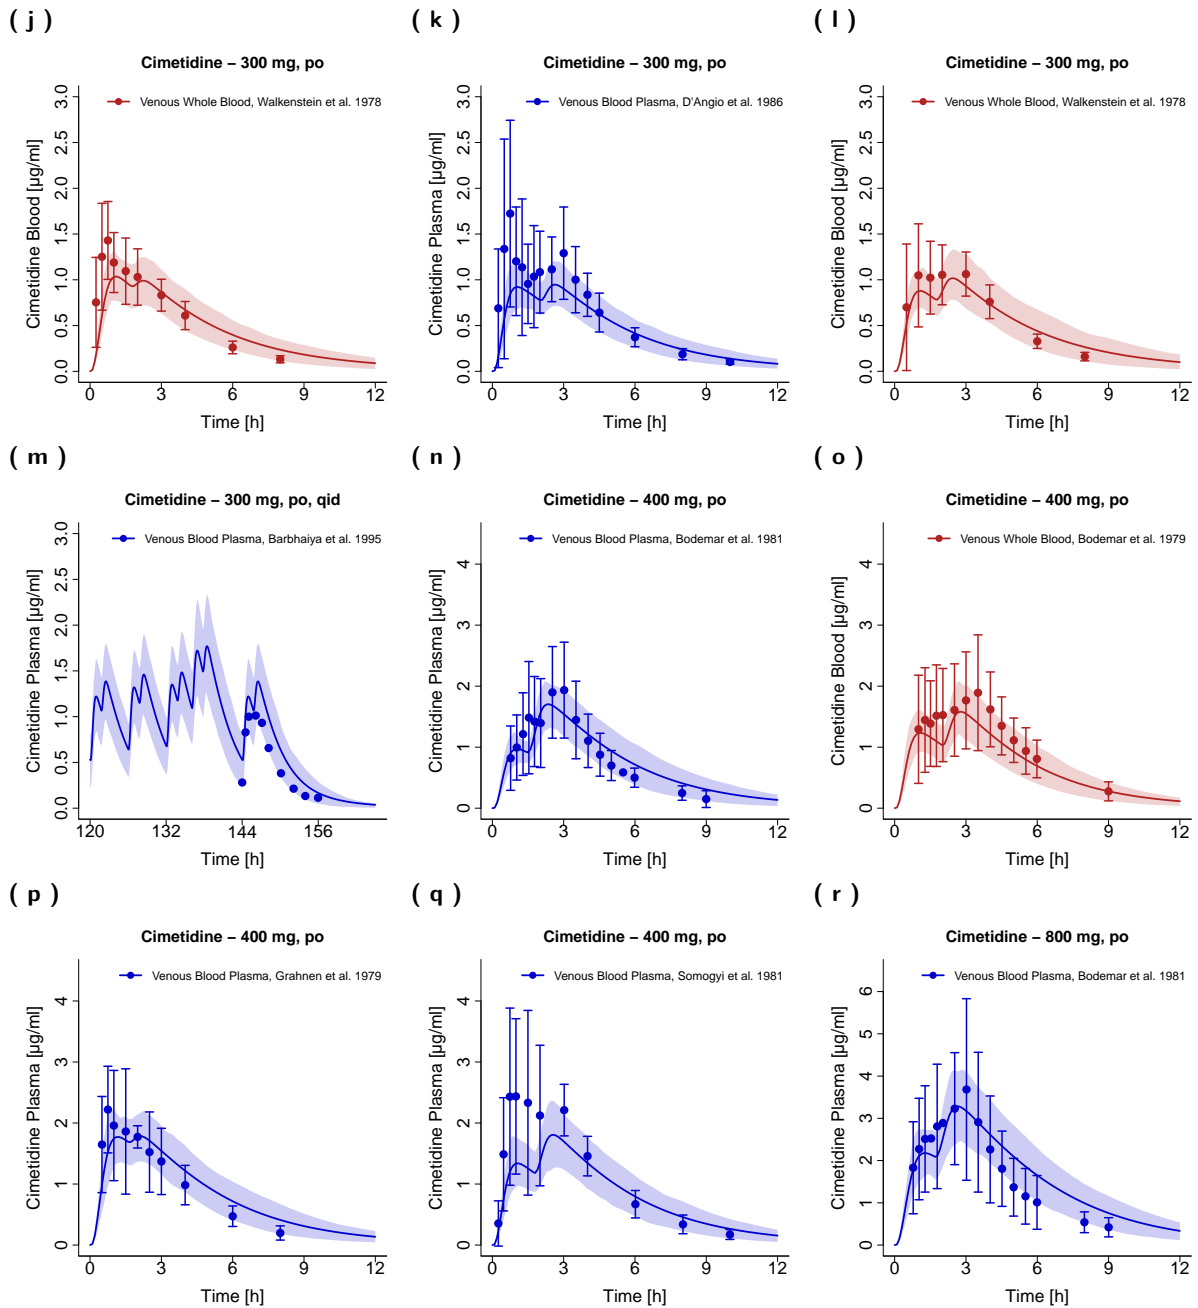 ( j )
Cimetidine – 300 mg, po
Venous Whole Blood, Walkenstein et al. 1978
Cimetidine Blood [µg/ml]
3.0
2.5
2.0
1.5
1.0
0.5
0.0
0 3 6 9 12
Time [h]
( k )
Cimetidine – 300 mg, po
Venous Blood Plasma, D'Angio et al. 1986
Cimetidine Plasma [µg/ml]
3.0
2.5
2.0
1.5
1.0
0.5
0.0
0 3 6 9 12
Time [h]
( l )
Cimetidine – 300 mg, po
Venous Whole Blood, Walkenstein et al. 1978
Cimetidine Blood [µg/ml]
3.0
2.5
2.0
1.5
1.0
0.5
0.0
0 3 6 9 12
Time [h]
( m )
Cimetidine – 300 mg, po, qid
Venous Blood Plasma, Barbhaiya et al. 1995
Cimetidine Plasma [µg/ml]
3.0
2.5
2.0
1.5
1.0
0.5
0.0
120 132 144 156
Time [h]
( n )
Cimetidine – 400 mg, po
Venous Blood Plasma, Bodemar et al. 1981
Cimetidine Plasma [µg/ml]
4
3
2
1
0
0 3 6 9 12
Time [h]
( o )
Cimetidine – 400 mg, po
Venous Whole Blood, Bodemar et al. 1979
Cimetidine Blood [µg/ml]
4
3
2
1
0
0 3 6 9 12
Time [h]
( p )
Cimetidine – 400 mg, po
Venous Blood Plasma, Grahnen et al. 1979
Cimetidine Plasma [µg/ml]
4
3
2
1
0
0 3 6 9 12
Time [h]
( q )
Cimetidine – 400 mg, po
Venous Blood Plasma, Somogyi et al. 1981
Cimetidine Plasma [µg/ml]
4
3
2
1
0
0 3 6 9 12
Time [h]
( r )
Cimetidine – 800 mg, po
Venous Blood Plasma, Bodemar et al. 1981
Cimetidine Plasma [µg/ml]
6
5
4
3
2
1
0
0 3 6 9 12
Time [h]